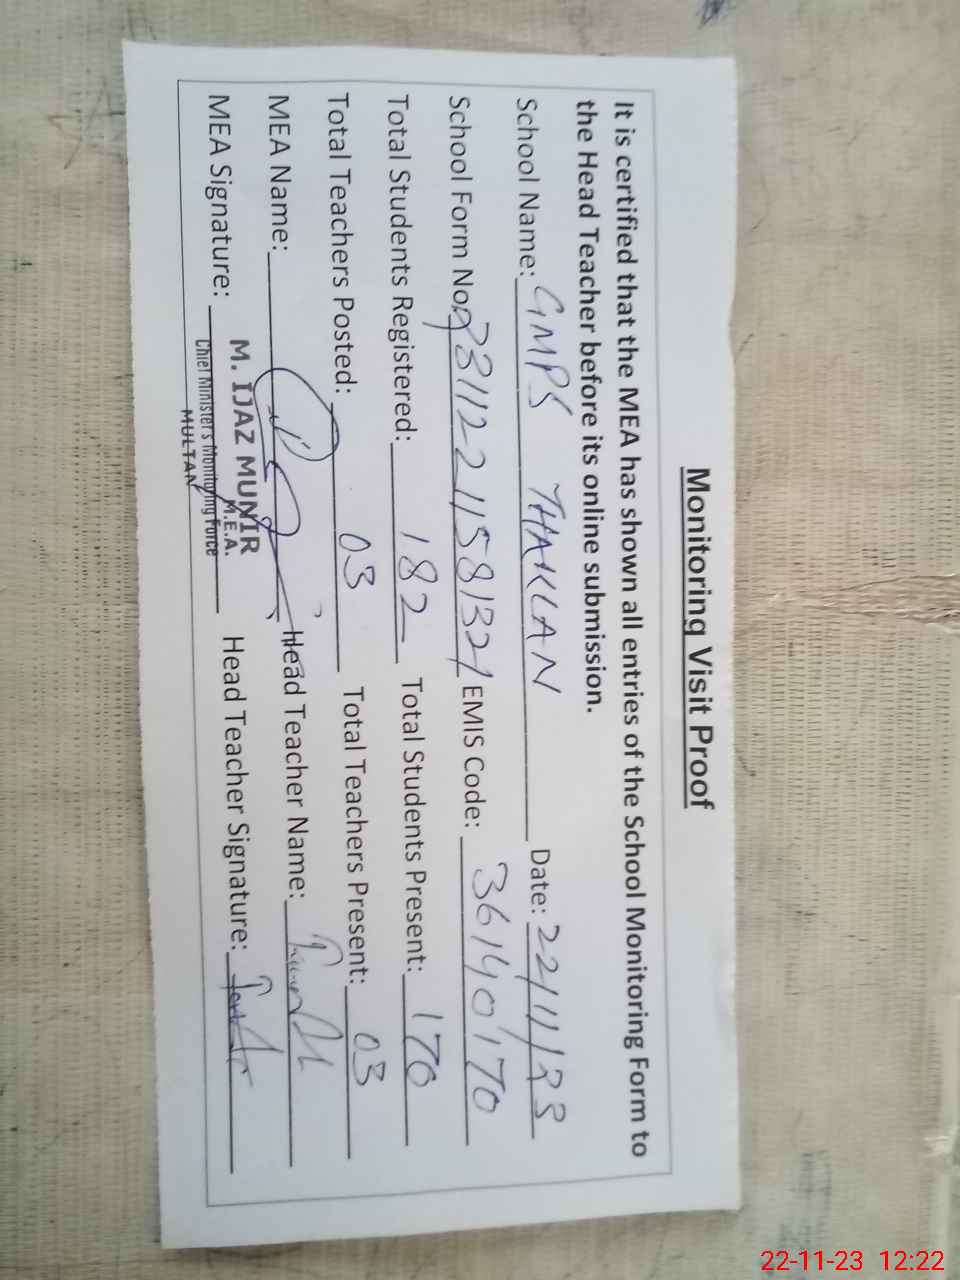 Monitoring Visit Proof
It is certified that the MEA has shown all entries of the School Monitoring Form to
the Head Teacher before its online submission.
School Name: GMPS THAKLAN Date: 22/11/23
School Form No. EMIS Code: 36140170
Total Students Registered: 182 Total Students Present: 170
Total Teachers Posted: 03 Total Teachers Present: 03
MEA Name: Head Teacher Name:
MEA Signature: Head Teacher Signature:
M. IJAZ MUNIR
M.E.A.
Chief Minister's Monitoring Force
MULTAN
22-11-23 12:22